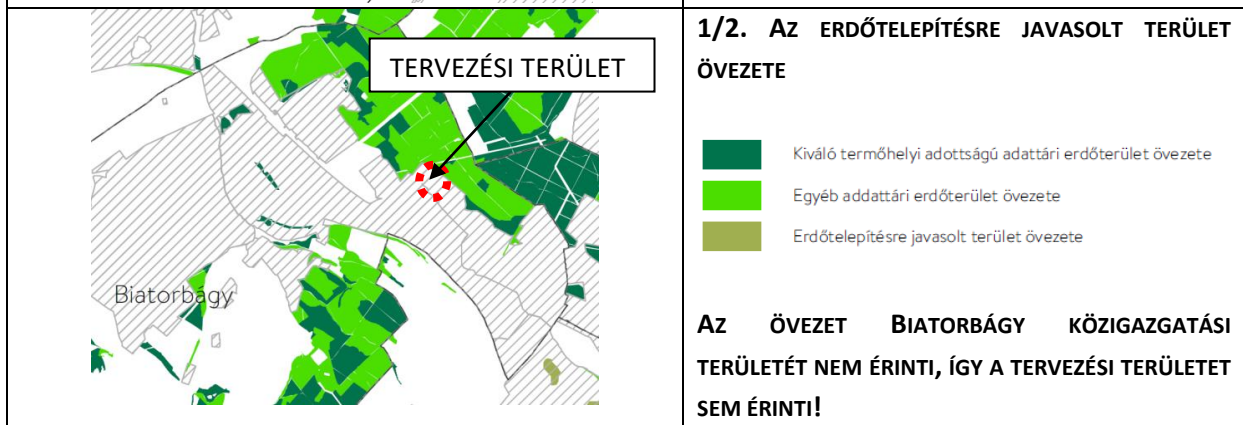 TERVEZÉSI TERÜLET
Biatorbágy
1/2. AZ ERDŐTELEPÍTÉSRE JAVASOLT TERÜLET
ÖVEZETE
Kiváló termőhelyi adottságú adattári erdőterület övezete
Egyéb addattári erdőterület övezete
Erdőtelepítésre javasolt terület övezete
AZ ÖVEZET BIATORBÁGY KÖZIGAZGATÁSI
TERÜLETÉT NEM ÉRINTI, ÍGY A TERVEZÉSI TERÜLETET
SEM ÉRINTI!